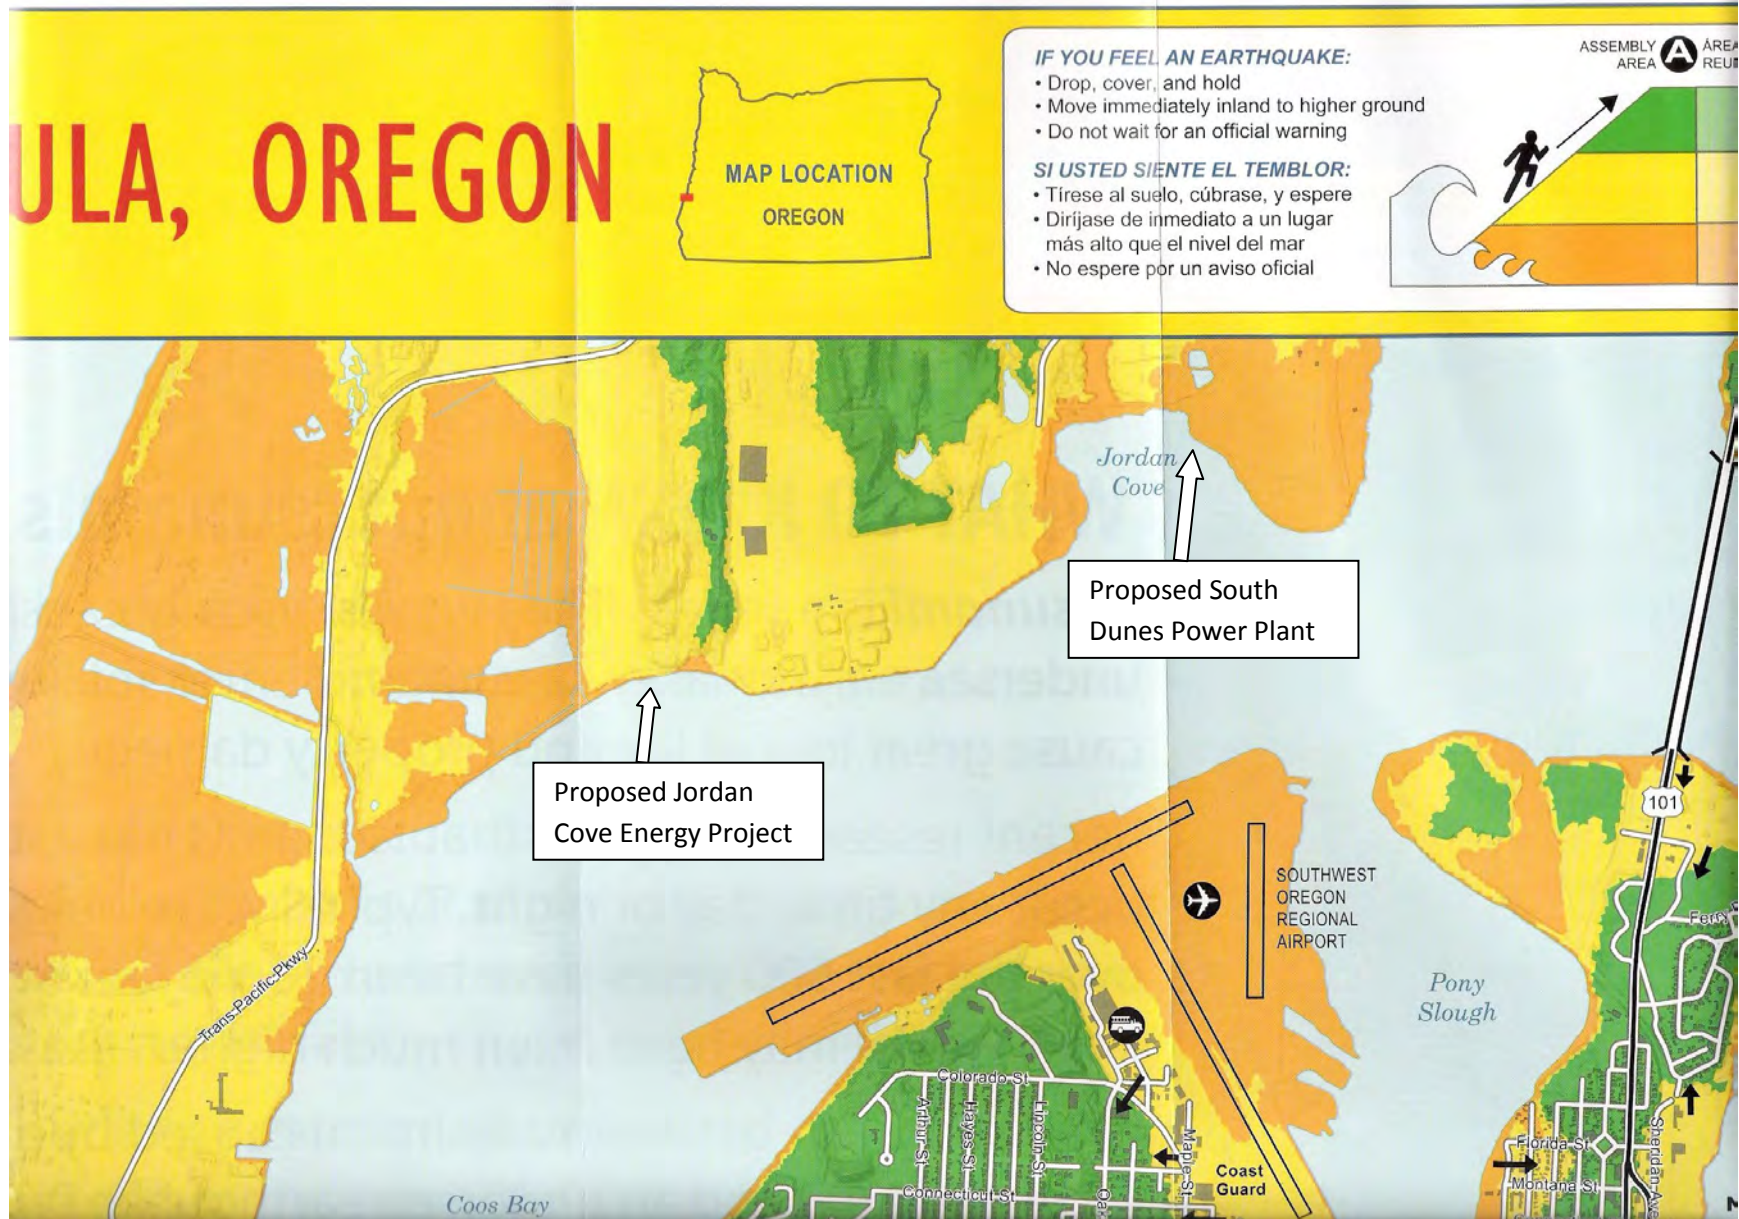 ULA, OREGON
MAP LOCATION
OREGON
IF YOU FEEL AN EARTHQUAKE:
• Drop, cover, and hold
• Move immediately inland to higher ground
• Do not wait for an official warning
SI USTED SIENTE EL TEMBLOR:
• Tírese al suelo, cúbrase, y espere
• Diríjase de inmediato a un lugar
más alto que el nivel del mar
• No espere por un aviso oficial
ASSEMBLY
AREA
A
Jordan
Cove
Proposed South
Dunes Power Plant
Proposed Jordan
Cove Energy Project
101
SOUTHWEST
OREGON
REGIONAL
AIRPORT
Trans Pacific Pkwy
Pony
Slough
Colorado St
Arthur St
Hayes St
Lincoln St
Maple St
Connecticut St
Coast
Guard
Florida St
Montana St
Sheridan Ave
Coos Bay